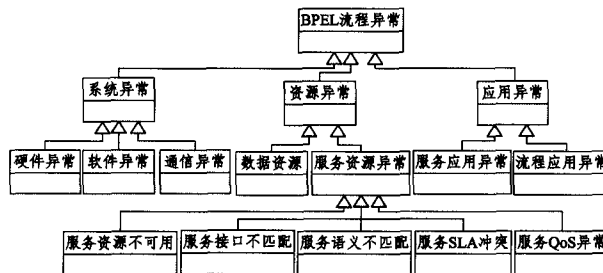 BPEL流程异常
系统异常 资源异常 应用异常
硬件异常 软件异常 通信异常 数据资源 服务资源异常 服务应用异常 流程应用异常
服务资源不可用 服务接口不匹配 服务语义不匹配 服务SLA冲突 服务QoS异常